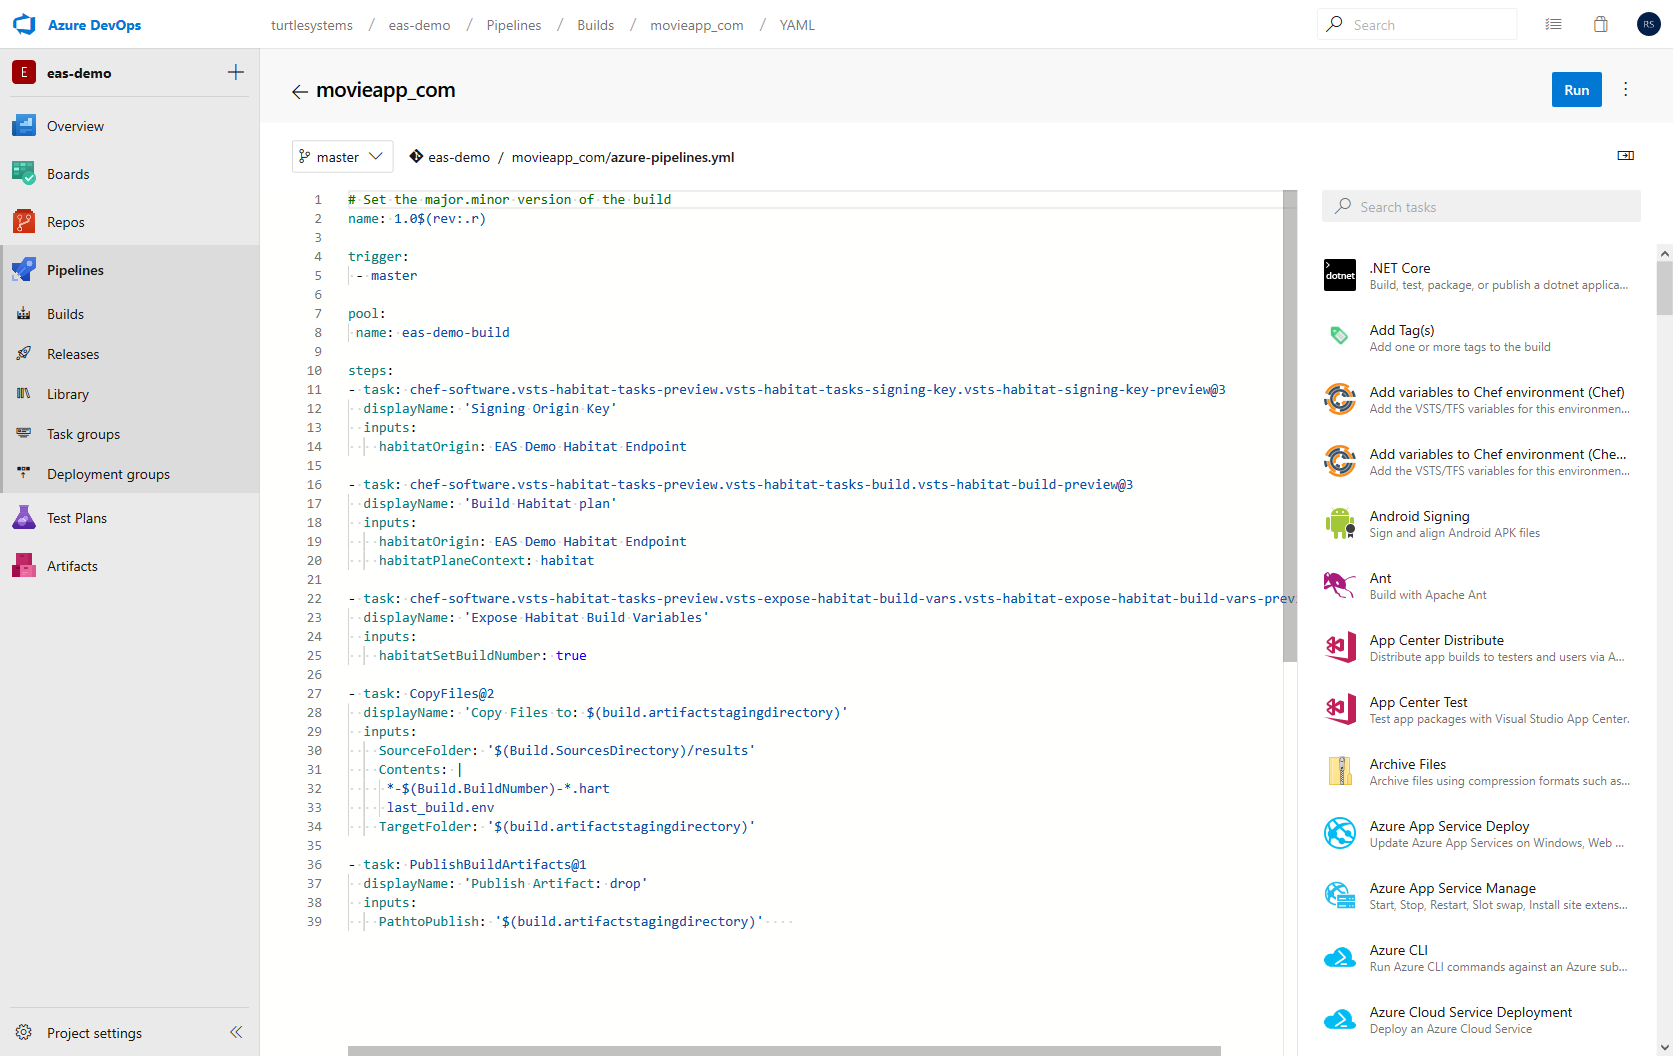 Azure DevOps
turtlesystems / eas-demo / Pipelines / Builds / movieapp_com / YAML
Search
RS
E eas-demo
Overview
Boards
Repos
Pipelines
Builds
Releases
Library
Task groups
Deployment groups
Test Plans
Artifacts
Project settings
movieapp_com
Run
master
eas-demo / movieapp_com/azure-pipelines.yml
1 # Set the major.minor version of the build
2 name: 1.0$(rev:.r)
3
4 trigger:
5 - master
6
7 pool:
8 name: eas-demo-build
9
10 steps:
11 - task: chef-software.vsts-habitat-tasks-preview.vsts-habitat-tasks-signing-key.vsts-habitat-signing-key-preview@3
12 displayName: 'Signing Origin Key'
13 inputs:
14 habitatOrigin: EAS Demo Habitat Endpoint
15
16 - task: chef-software.vsts-habitat-tasks-preview.vsts-habitat-tasks-build.vsts-habitat-build-preview@3
17 displayName: 'Build Habitat plan'
18 inputs:
19 habitatOrigin: EAS Demo Habitat Endpoint
20 habitatPlaneContext: habitat
21
22 - task: chef-software.vsts-habitat-tasks-preview.vsts-expose-habitat-build-vars.vsts-habitat-expose-habitat-build-vars-prev
23 displayName: 'Expose Habitat Build Variables'
24 inputs:
25 habitatSetBuildNumber: true
26
27 - task: CopyFiles@2
28 displayName: 'Copy Files to: $(build.artifactstagingdirectory)'
29 inputs:
30 SourceFolder: '$(Build.SourcesDirectory)/results'
31 Contents: |
32 *-$(Build.BuildNumber)-*.hart
33 last_build.env
34 TargetFolder: '$(build.artifactstagingdirectory)'
35
36 - task: PublishBuildArtifacts@1
37 displayName: 'Publish Artifact: drop'
38 inputs:
39 PathtoPublish: '$(build.artifactstagingdirectory)'
Search tasks
dotnet
.NET Core
Build, test, package, or publish a dotnet applica...
Add Tag(s)
Add one or more tags to the build
Add variables to Chef environment (Chef)
Add the VSTS/TFS variables for this environmen...
Add variables to Chef environment (Che...
Add the VSTS/TFS variables for this environmen...
Android Signing
Sign and align Android APK files
Ant
Build with Apache Ant
App Center Distribute
Distribute app builds to testers and users via A...
App Center Test
Test app packages with Visual Studio App Center.
Archive Files
Archive files using compression formats such as...
Azure App Service Deploy
Update Azure App Services on Windows, Web ...
Azure App Service Manage
Start, Stop, Restart, Slot swap, Install site extens...
Azure CLI
Run Azure CLI commands against an Azure sub...
Azure Cloud Service Deployment
Deploy an Azure Cloud Service